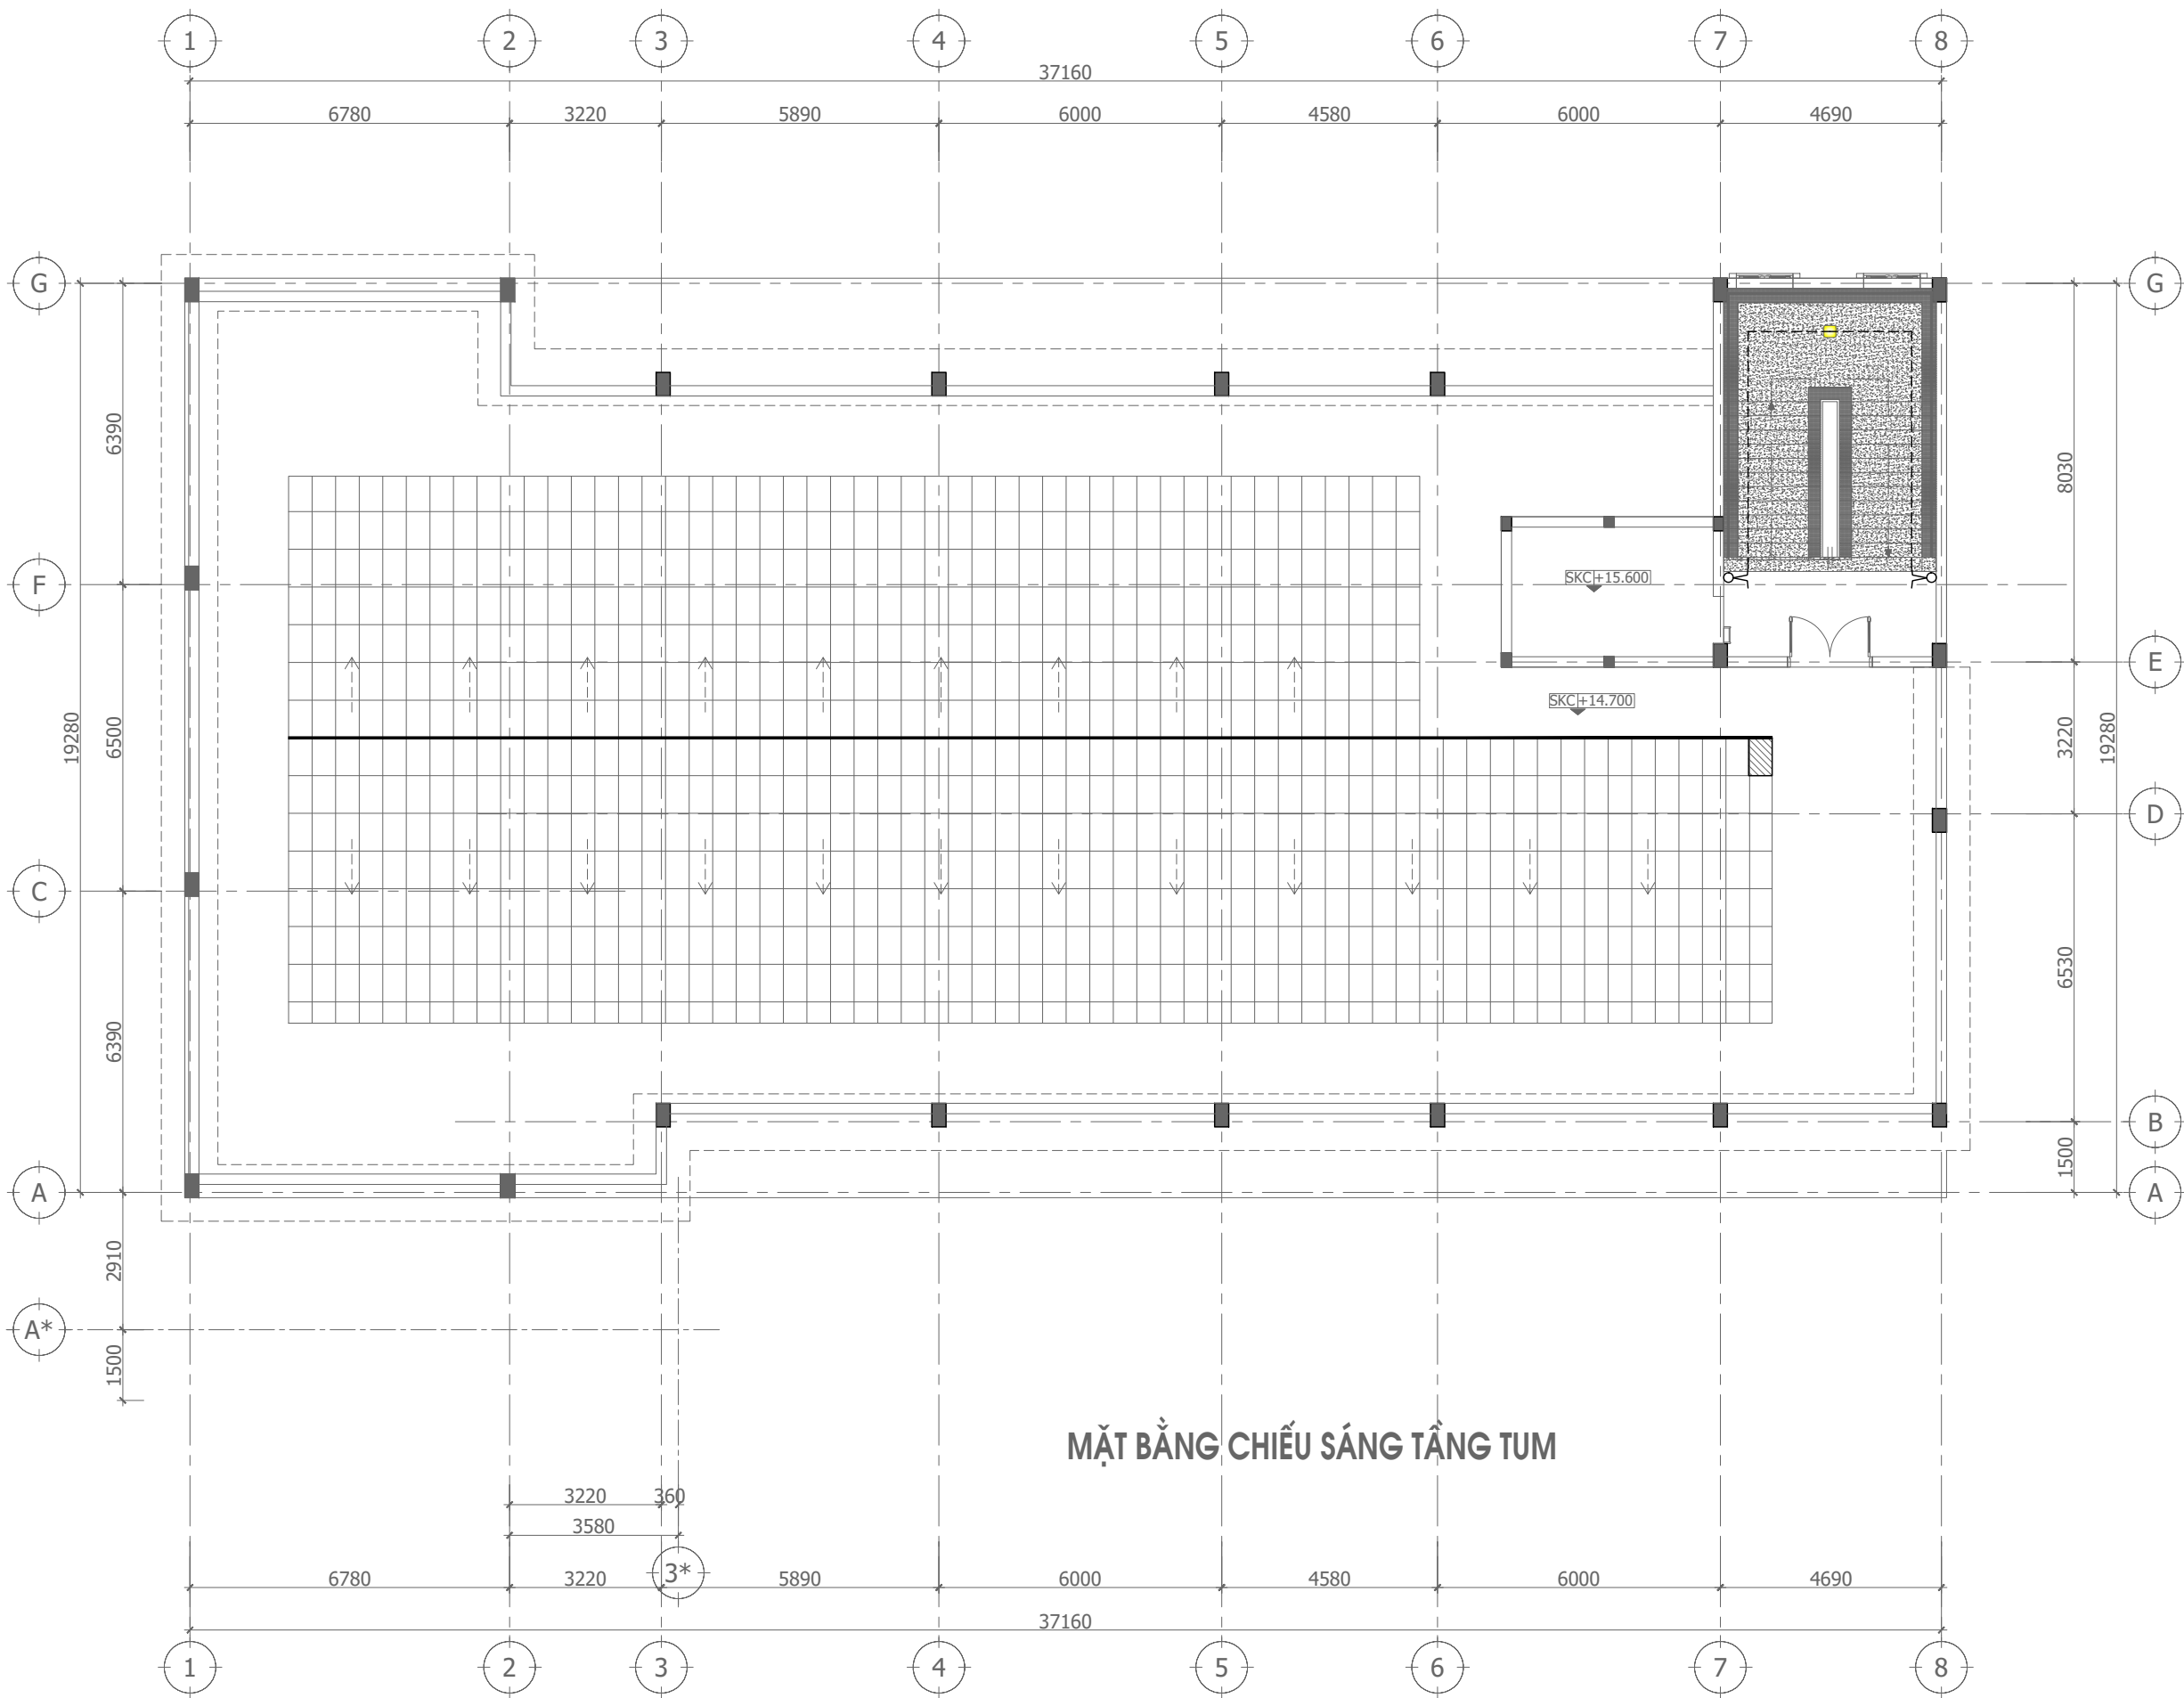 1 2 3 4 5 6 7 8
37160
6780 3220 5890 6000 4580 6000 4690
G G
6390
8030
F
SKC +15.600
E
SKC +14.700
19280 6500 3220 19280
D
C
6390
6530
B
1500
A A
2910
A*
1500
MẶT BẰNG CHIẾU SÁNG TẦNG TUM
3220 360
3580
3*
6780 3220 5890 6000 4580 6000 4690
37160
1 2 3 4 5 6 7 8